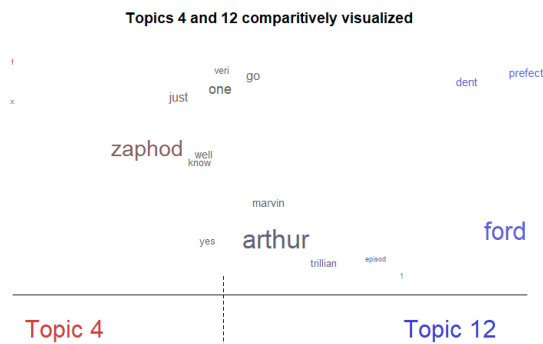 Topics 4 and 12 comparitively visualized
f
veri
go
prefect
dent
one
just
x
zaphod
well
know
marvin
ford
yes
arthur
trillian
episod
1
Topic 4
Topic 12